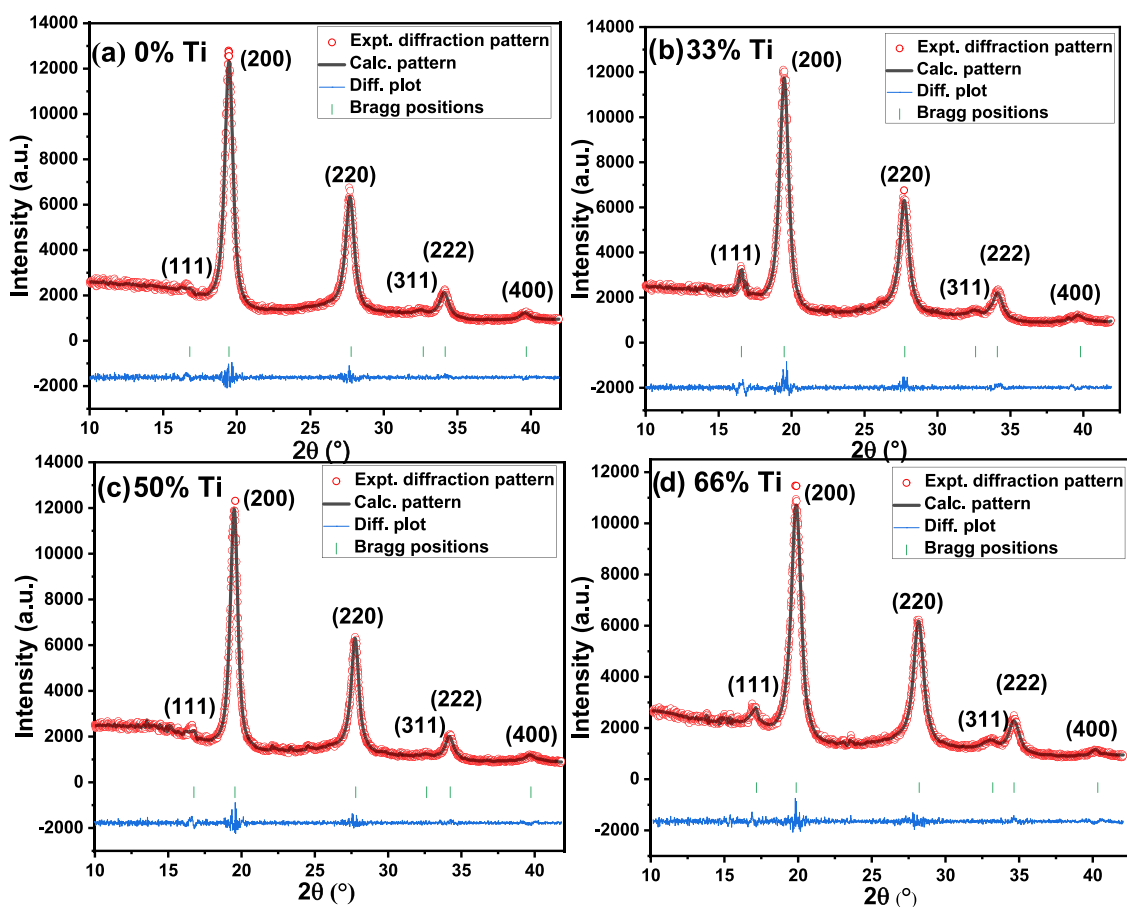 (a) 0% Ti
Expt. diffraction pattern
Calc. pattern
Diff. plot
Bragg positions
(200)
(220)
(111)
(311)
(222)
(400)
Intensity (a.u.)
14000
12000
10000
8000
6000
4000
2000
0
-2000
10 15 20 25 30 35 40
2θ (°)
(b) 33% Ti
Expt. diffraction pattern
Calc. pattern
Diff. plot
Bragg positions
(200)
(220)
(111)
(311)
(222)
(400)
Intensity (a.u.)
14000
12000
10000
8000
6000
4000
2000
0
-2000
10 15 20 25 30 35 40
2θ (°)
(c) 50% Ti
Expt. diffraction pattern
Calc. pattern
Diff. plot
Bragg positions
(200)
(220)
(111)
(311)
(222)
(400)
Intensity (a.u.)
14000
12000
10000
8000
6000
4000
2000
0
-2000
10 15 20 25 30 35 40
2θ (°)
(d) 66% Ti
Expt. diffraction pattern
Calc. pattern
Diff. plot
Bragg positions
(200)
(220)
(111)
(311)
(222)
(400)
Intensity (a.u.)
12000
10000
8000
6000
4000
2000
0
-2000
10 15 20 25 30 35 40
2θ (°)